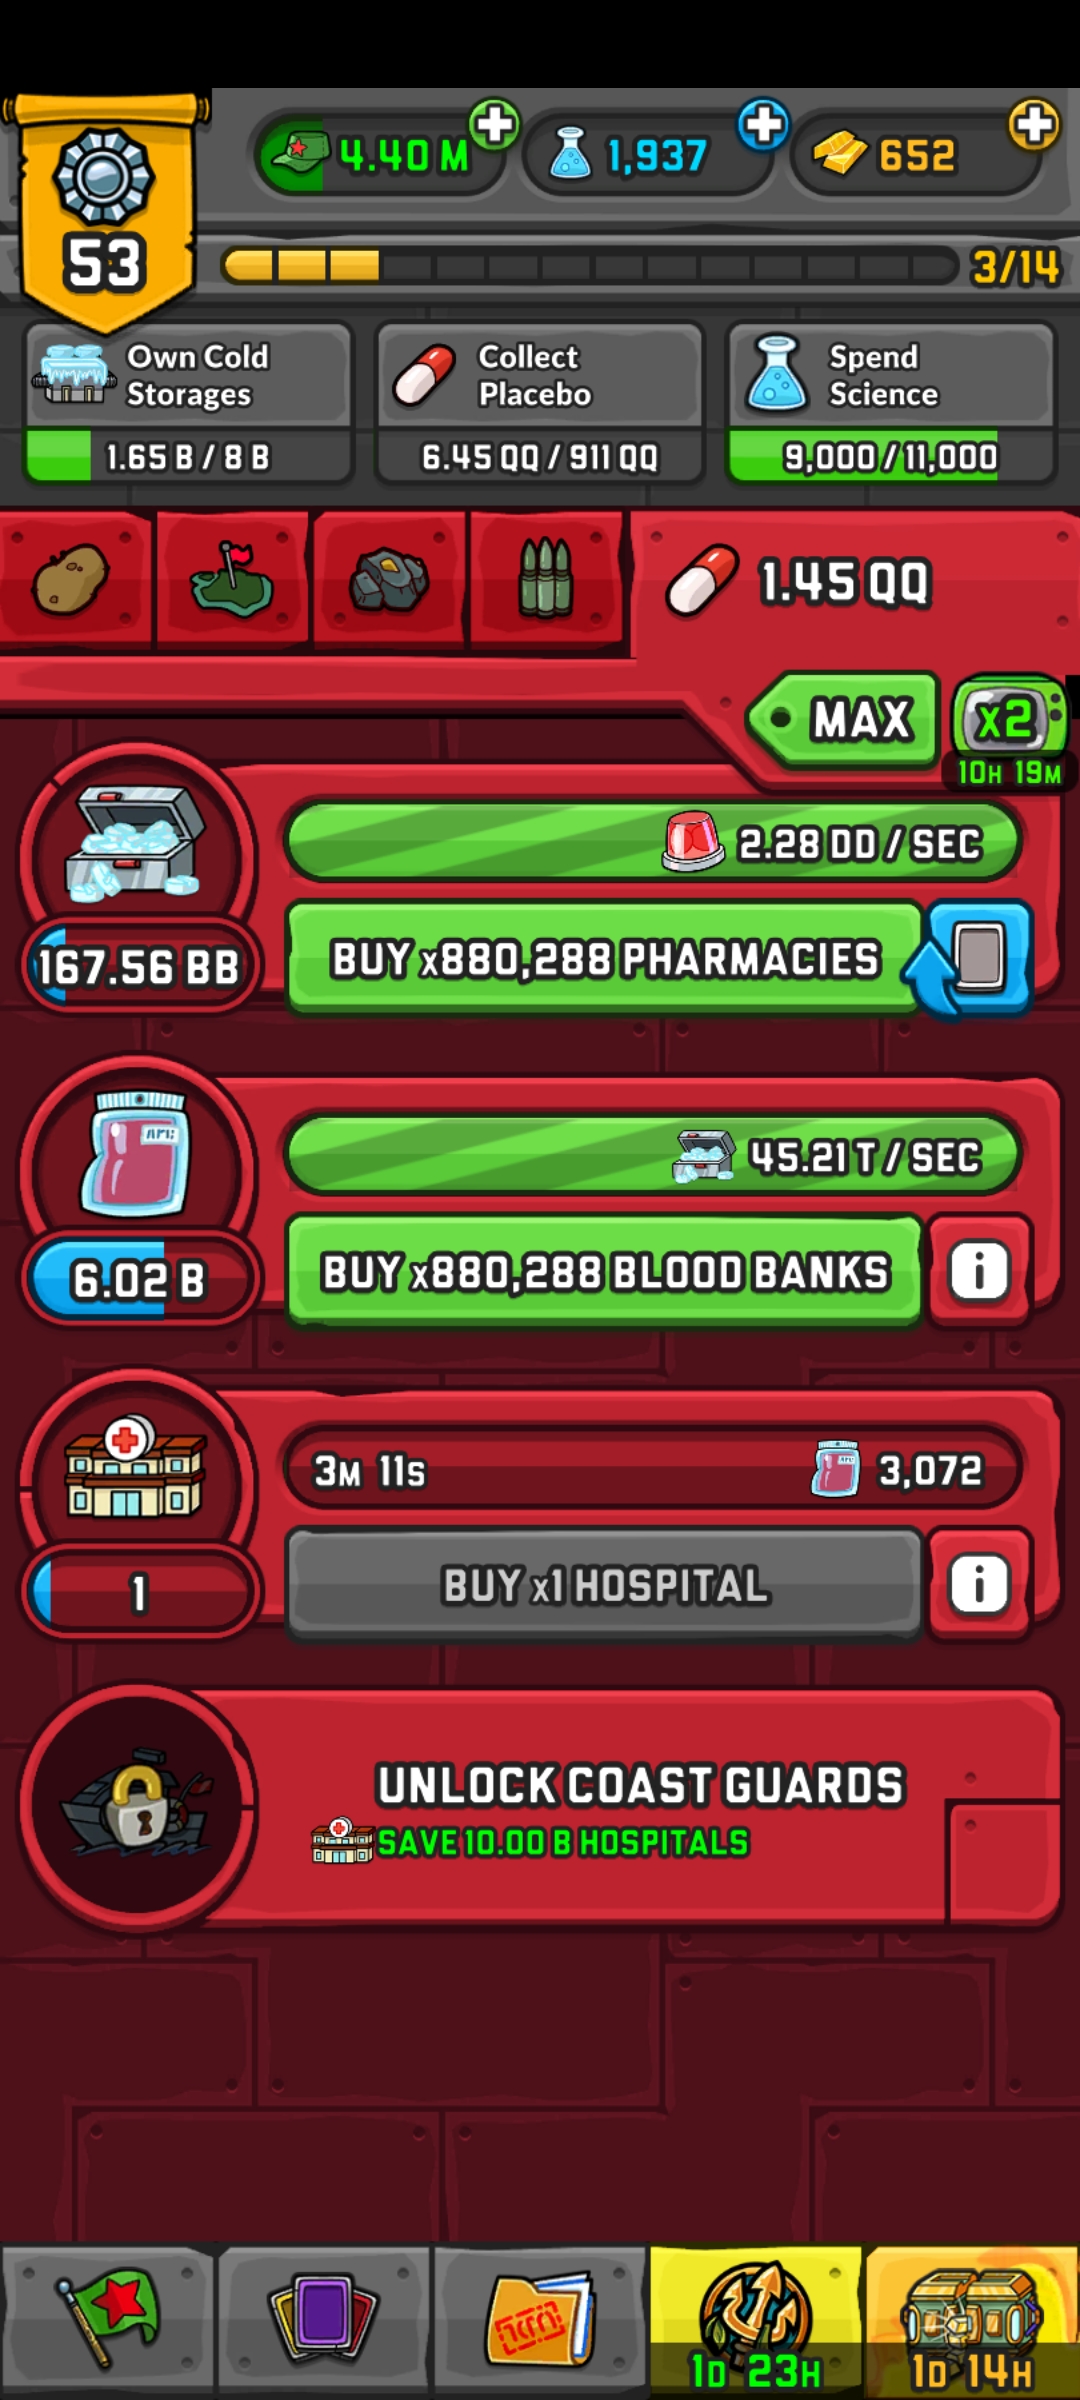 4.40 M
1,937
652
53
3/14
Own Cold
Storages
1.65 B / 8 B
Collect
Placebo
6.45 QQ / 911 QQ
Spend
Science
9,000 / 11,000
1.45 QQ
MAX
x2
10H 19M
2.28 DD / SEC
167.56 BB
BUY x880,288 PHARMACIES
45.21 T / SEC
6.02 B
BUY x880,288 BLOOD BANKS
i
3M 11S
3,072
1
BUY x1 HOSPITAL
i
UNLOCK COAST GUARDS
SAVE 10.00 B HOSPITALS
1D 23H
1D 14H